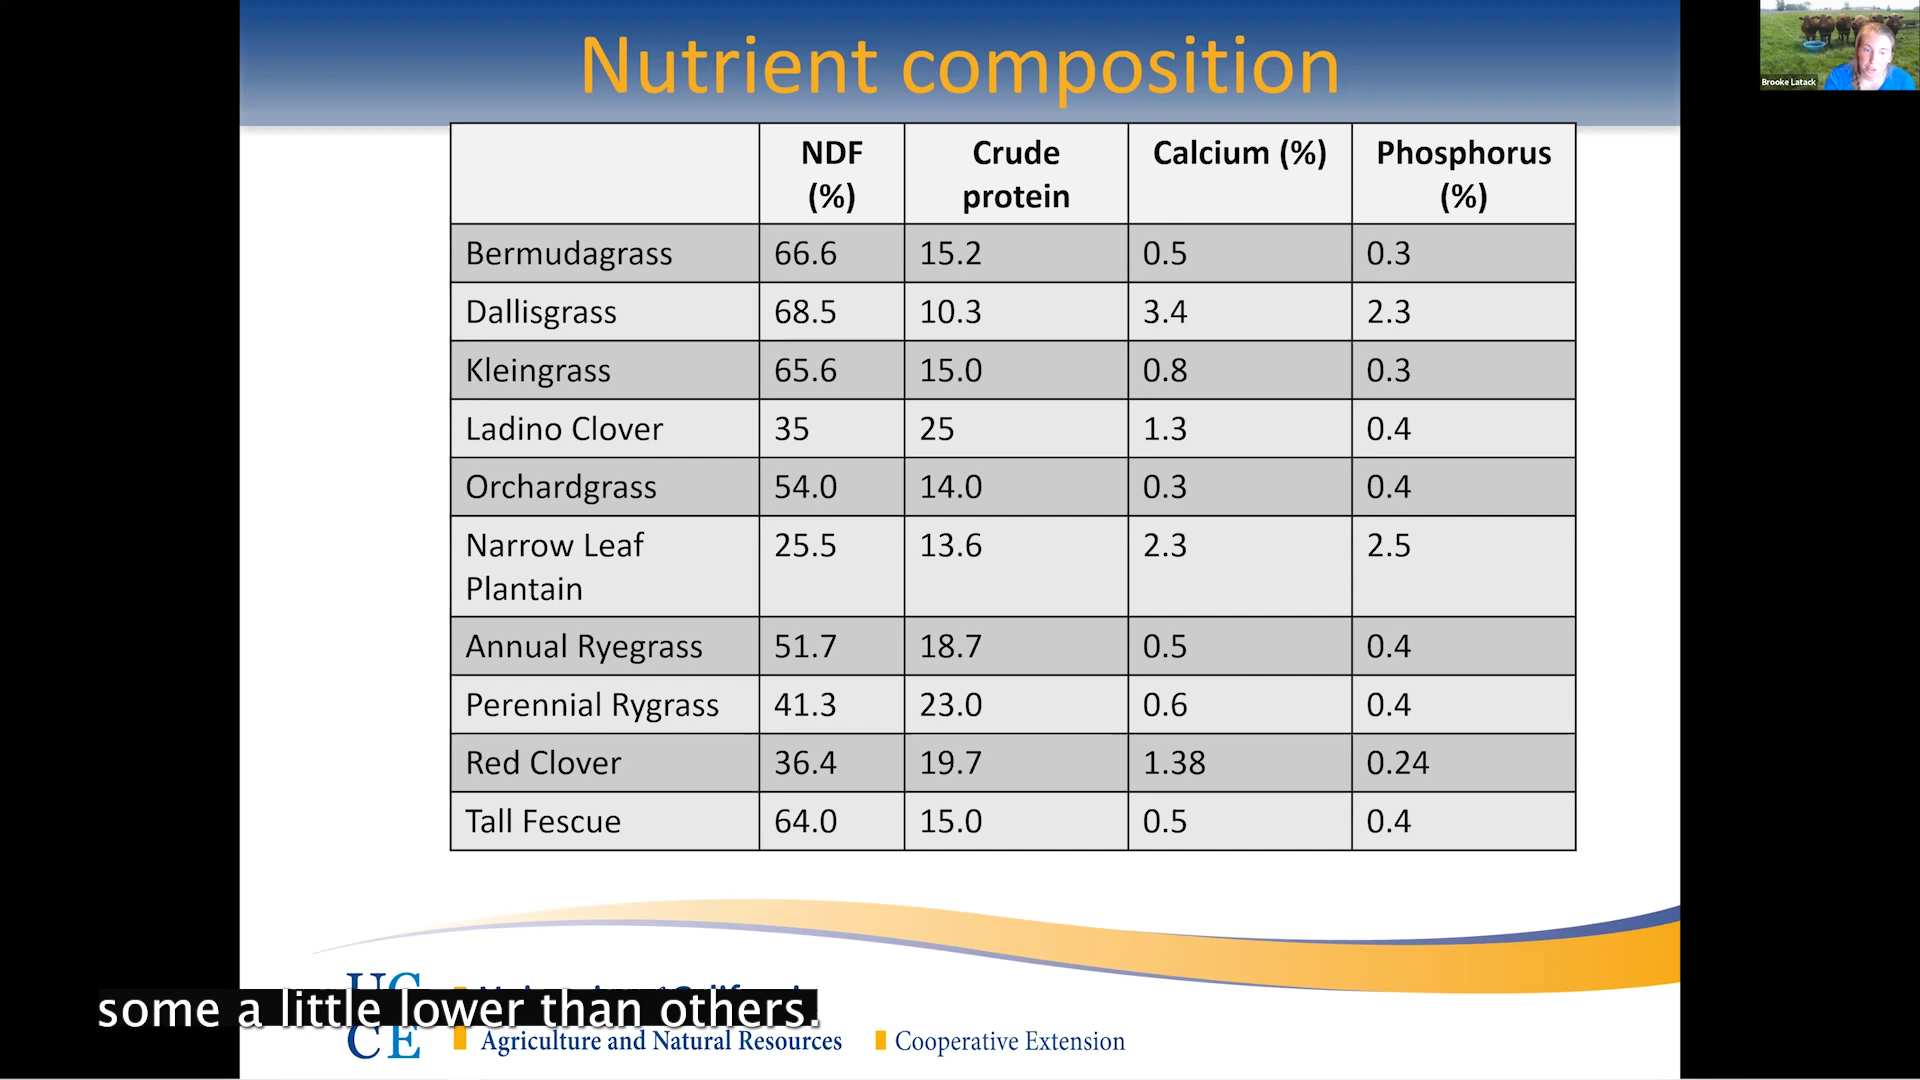 Nutrient composition
Brooke Latack
NDF (%) Crude protein Calcium (%) Phosphorus (%)
Bermudagrass 66.6 15.2 0.5 0.3
Dallisgrass 68.5 10.3 3.4 2.3
Kleingrass 65.6 15.0 0.8 0.3
Ladino Clover 35 25 1.3 0.4
Orchardgrass 54.0 14.0 0.3 0.4
Narrow Leaf Plantain 25.5 13.6 2.3 2.5
Annual Ryegrass 51.7 18.7 0.5 0.4
Perennial Rygrass 41.3 23.0 0.6 0.4
Red Clover 36.4 19.7 1.38 0.24
Tall Fescue 64.0 15.0 0.5 0.4
some a little lower than others.
UC
CE
Agriculture and Natural Resources Cooperative Extension